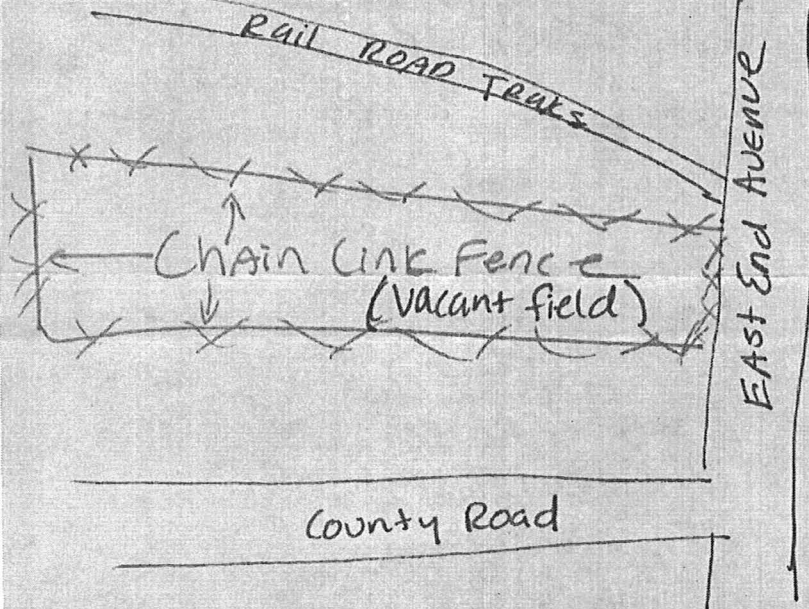 Rail ROAD Traks
EAST End AVENUE
ChAin Link Fence
(Vacant field)
County Road